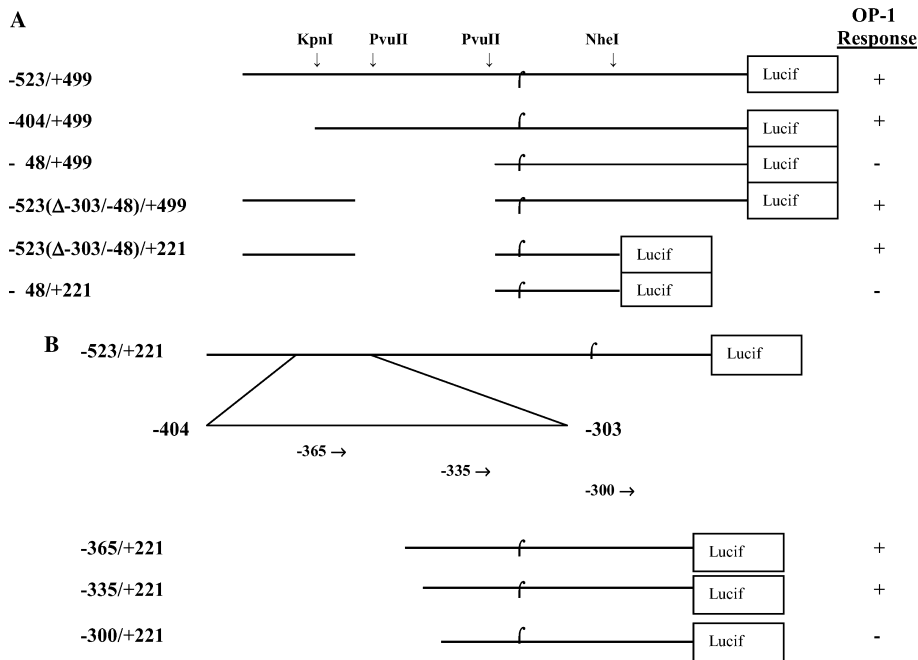 A
OP-1
Response
KpnI PvuII PvuII NheI
↓ ↓ ↓ ↓
-523/+499 Lucif +
-404/+499 Lucif +
- 48/+499 Lucif -
-523(Δ-303/-48)/+499 Lucif +
-523(Δ-303/-48)/+221 Lucif +
- 48/+221 Lucif -
B -523/+221 Lucif
-404 -303
-365 →
-335 →
-300 →
-365/+221 Lucif +
-335/+221 Lucif +
-300/+221 Lucif -